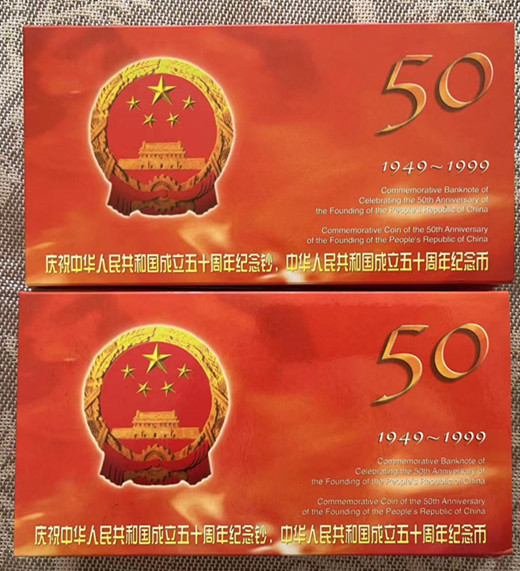 50
1949~1999
Commemorative Banknote of
Celebrating the 50th Anniversary of
the Founding of the People's Republic of China
Commemorative Coin of the 50th Anniversary
of the Founding of the People's Republic of China
庆祝中华人民共和国成立五十周年纪念钞、中华人民共和国成立五十周年纪念币
50
1949~1999
Commemorative Banknote of
Celebrating the 50th Anniversary of
the Founding of the People's Republic of China
Commemorative Coin of the 50th Anniversary
of the Founding of the People's Republic of China
庆祝中华人民共和国成立五十周年纪念钞、中华人民共和国成立五十周年纪念币